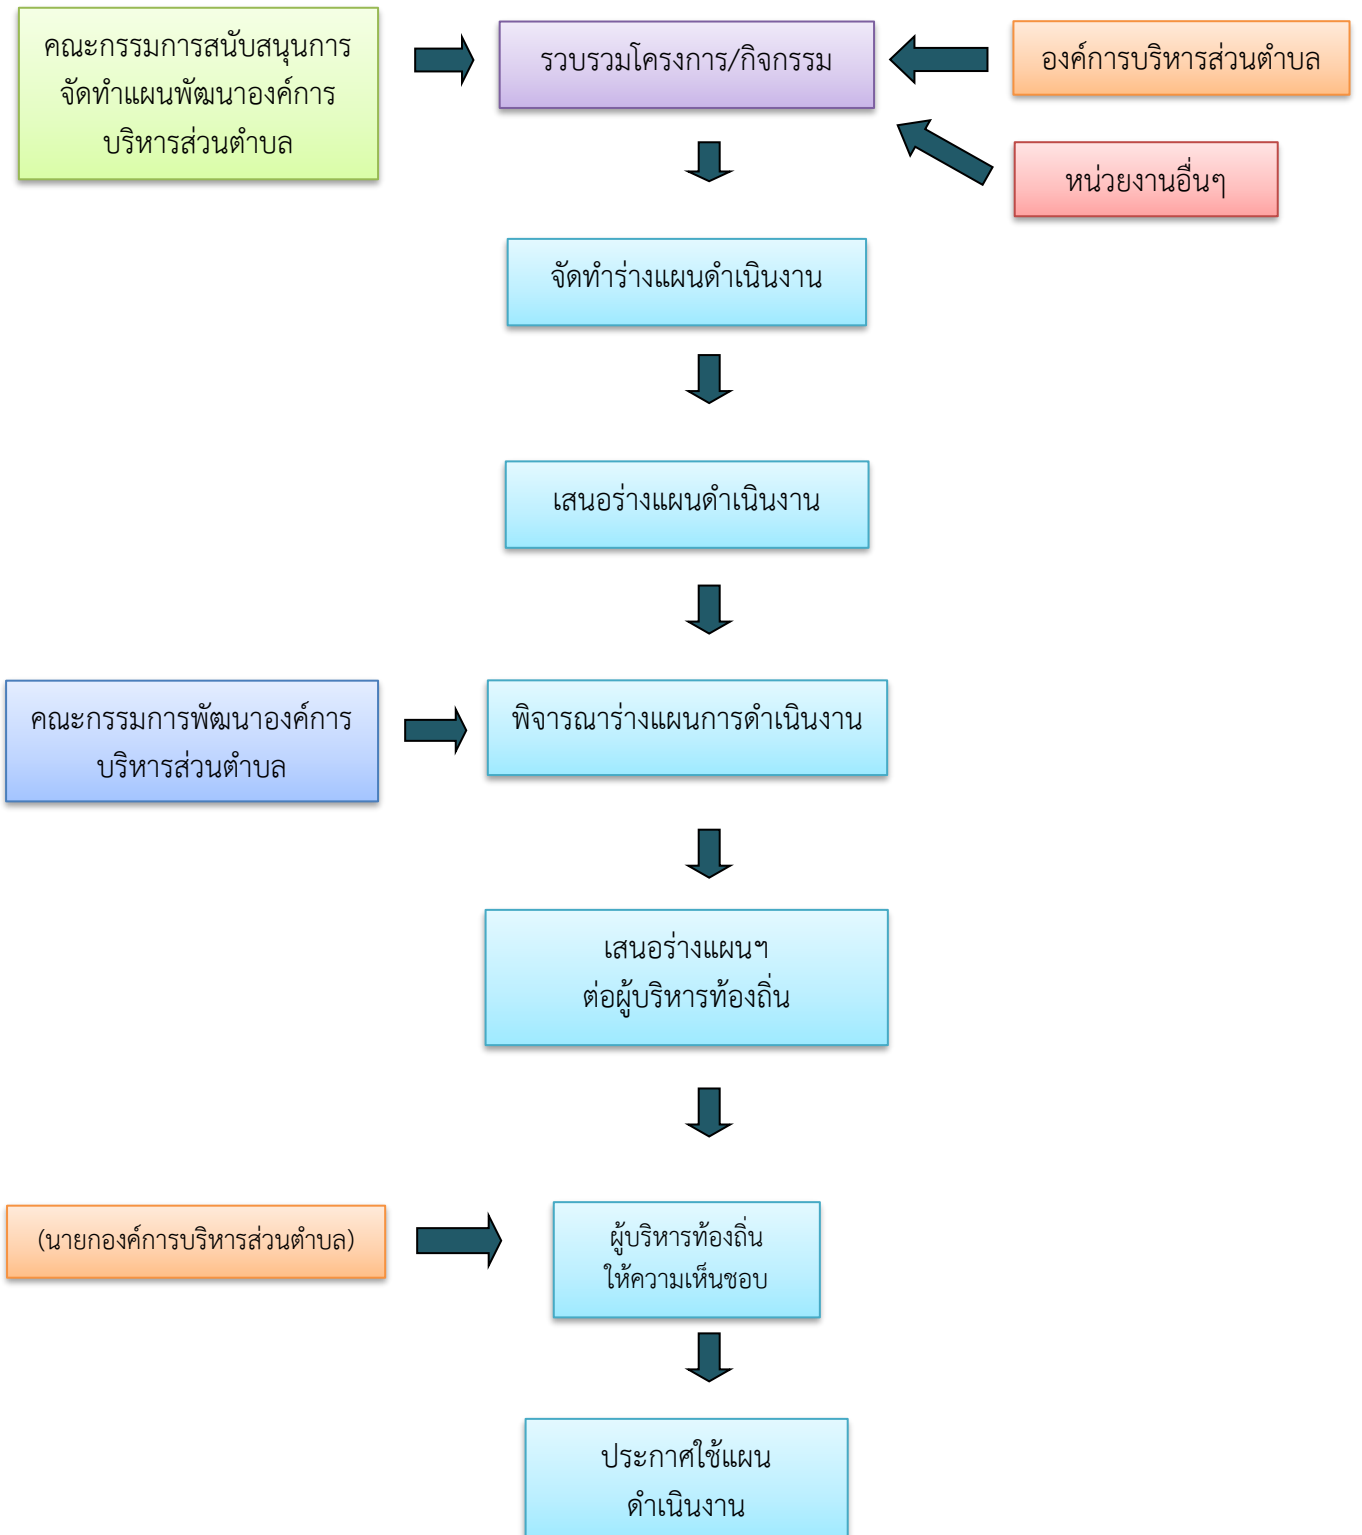 คณะกรรมการสนับสนุนการ
จัดทำแผนพัฒนาองค์การ
บริหารส่วนตำบล
รวบรวมโครงการ/กิจกรรม
องค์การบริหารส่วนตำบล
หน่วยงานอื่นๆ
จัดทำร่างแผนดำเนินงาน
เสนอร่างแผนดำเนินงาน
คณะกรรมการพัฒนาองค์การ
บริหารส่วนตำบล
พิจารณาร่างแผนการดำเนินงาน
เสนอร่างแผนฯ
ต่อผู้บริหารท้องถิ่น
(นายกองค์การบริหารส่วนตำบล)
ผู้บริหารท้องถิ่น
ให้ความเห็นชอบ
ประกาศใช้แผน
ดำเนินงาน